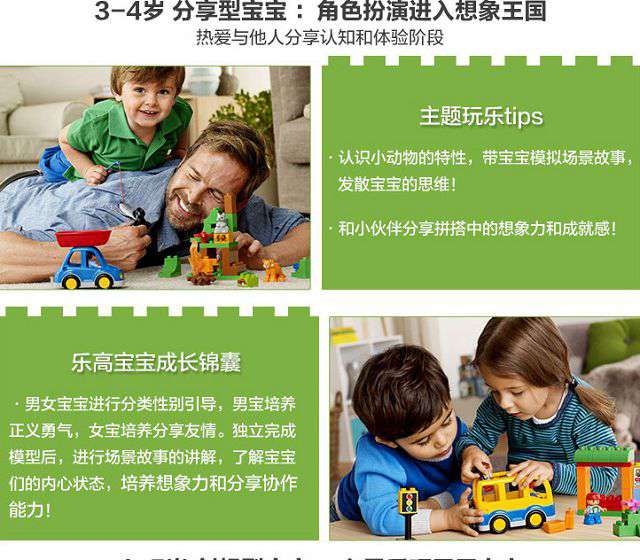 3-4岁 分享型宝宝： 角色扮演进入想象王国
热爱与他人分享认知和体验阶段
主题玩乐tips
· 认识小动物的特性，带宝宝模拟场景故事，
发散宝宝的思维！
· 和小伙伴分享拼搭中的想象力和成就感！
乐高宝宝成长锦囊
· 男女宝宝进行分类性别引导，男宝培养
正义勇气，女宝培养分享友情。独立完成
模型后，进行场景故事的讲解，了解宝宝
们的内心状态，培养想象力和分享协作
能力！